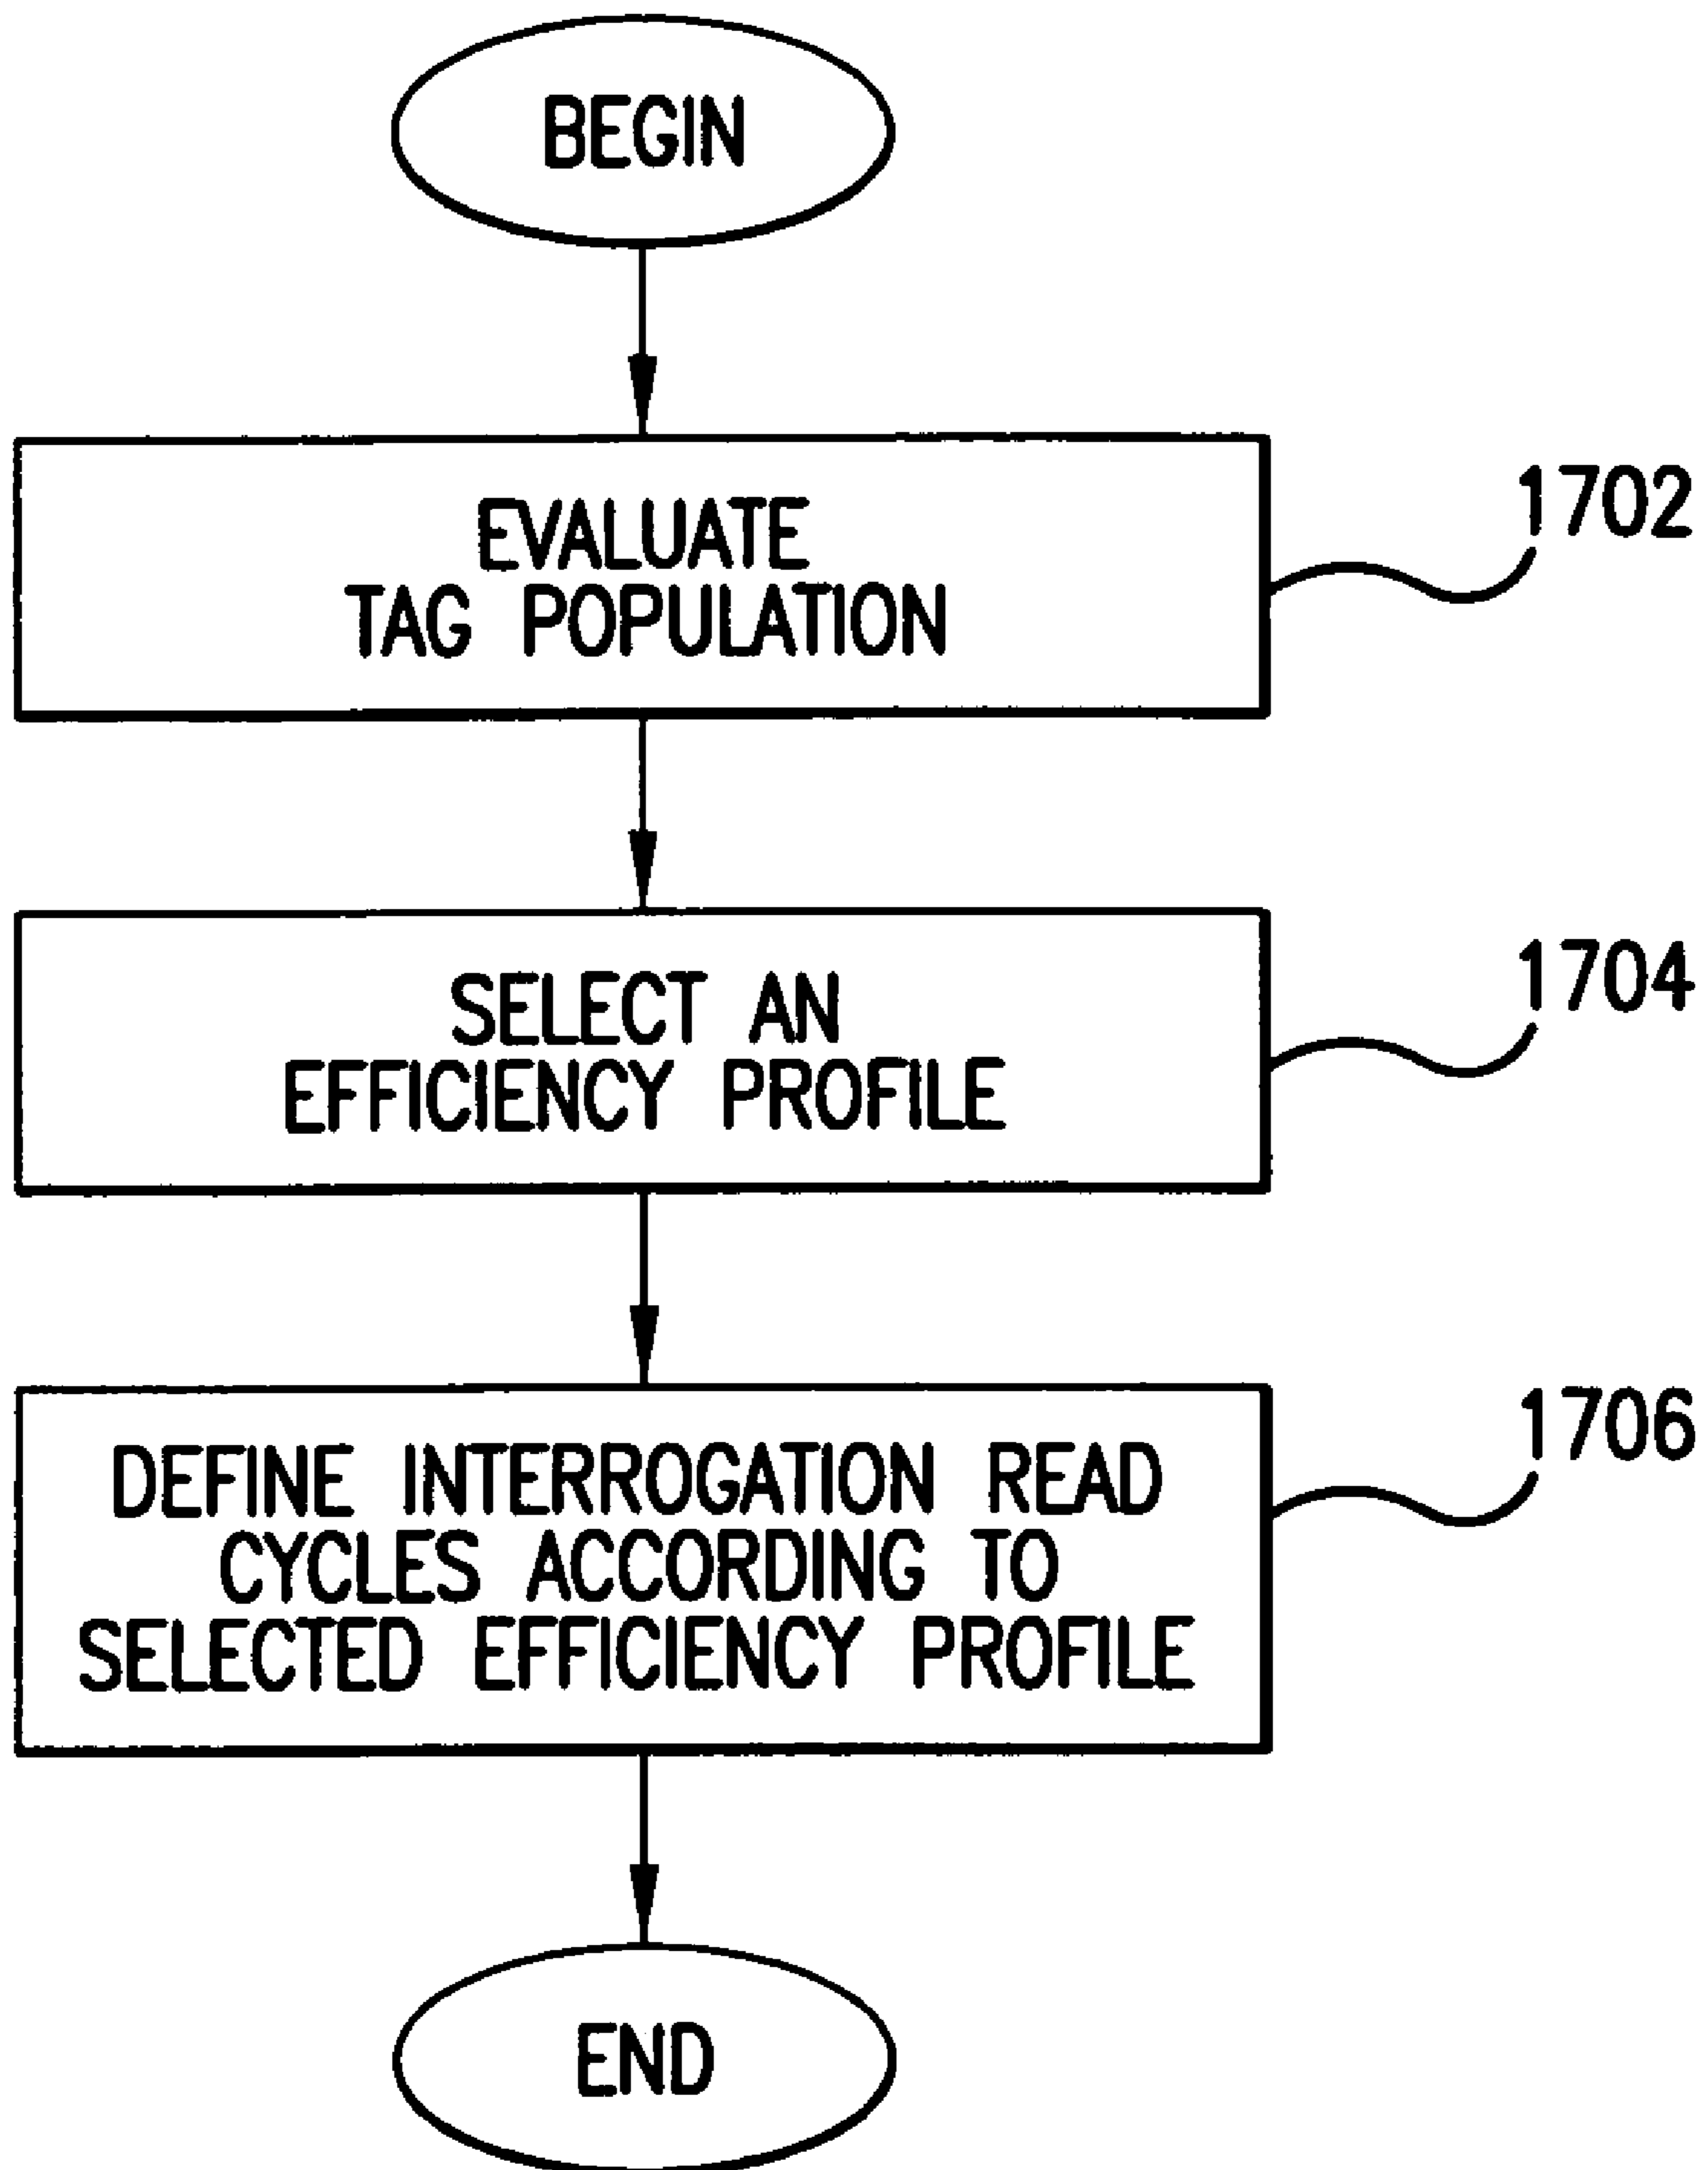 BEGIN
EVALUATE
TAG POPULATION
1702
SELECT AN
EFFICIENCY PROFILE
1704
DEFINE INTERROGATION READ
CYCLES ACCORDING TO
SELECTED EFFICIENCY PROFILE
1706
END